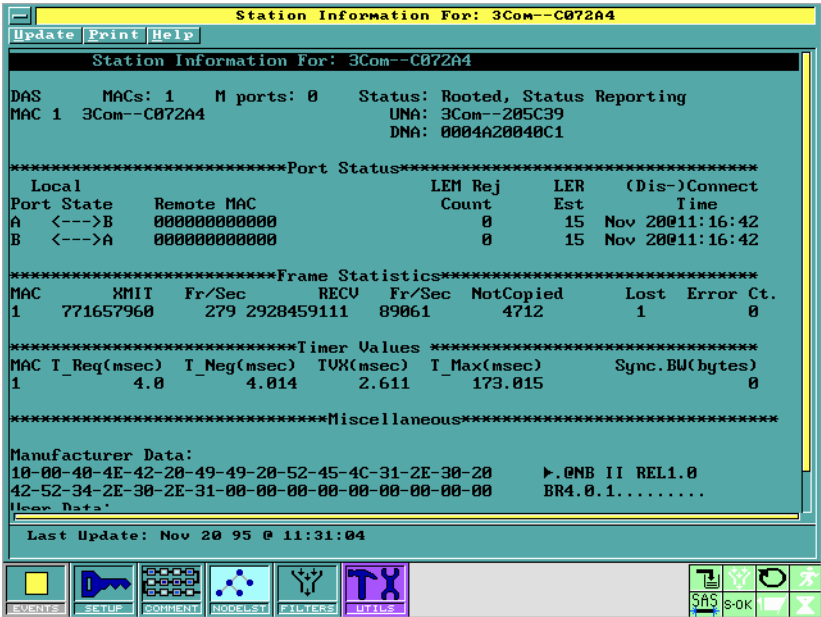 Station Information For: 3Com--C072A4
Update Print Help
Station Information For: 3Com--C072A4
DAS MACs: 1 M ports: 0 Status: Rooted, Status Reporting
MAC 1 3Com--C072A4 UNA: 3Com--205C39
DNA: 0004A20040C1
******************************Port Status***************************************
Local LEM Rej LER (Dis-)Connect
Port State Remote MAC Count Est Time
A <--->B 000000000000 0 15 Nov 20@11:16:42
B <--->A 000000000000 0 15 Nov 20@11:16:42
*****************************Frame Statistics***********************************
MAC XMIT Fr/Sec RECV Fr/Sec NotCopied Lost Error Ct.
1 771657960 279 2928459111 89061 4712 1 0
*******************************Timer Values ************************************
MAC T_Req(msec) T_Neg(msec) TVX(msec) T_Max(msec) Sync.BW(bytes)
1 4.0 4.014 2.611 173.015 0
**********************************Miscellaneous***********************************
Manufacturer Data:
10-00-40-4E-42-20-49-49-20-52-45-4C-31-2E-30-20 ►.@NB II REL1.0
42-52-34-2E-30-2E-31-00-00-00-00-00-00-00-00-00 BR4.0.1.........
User Data:
Last Update: Nov 20 95 @ 11:31:04
EVENTS SETUP COMMENT NODELST FILTERS UTILS
SAS S-OK